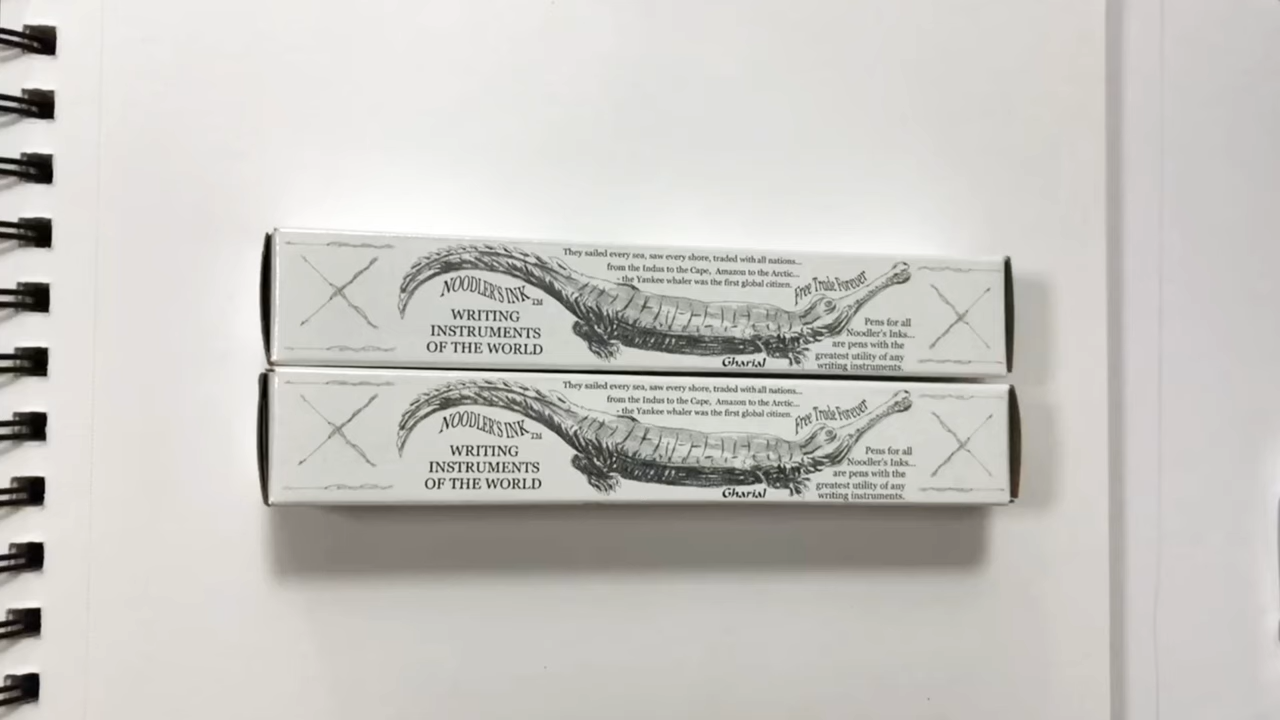 They sailed every sea, saw every shore, traded with all nations...
from the Indus to the Cape, Amazon to the Arctic...
- the Yankee whaler was the first global citizen.
Free Trade Forever
NOODLER'S INK TM
WRITING
INSTRUMENTS
OF THE WORLD
Pens for all
Noodler's Inks...
are pens with the
greatest utility of any
writing instruments.
Gharial
They sailed every sea, saw every shore, traded with all nations...
from the Indus to the Cape, Amazon to the Arctic...
- the Yankee whaler was the first global citizen.
Free Trade Forever
NOODLER'S INK TM
WRITING
INSTRUMENTS
OF THE WORLD
Pens for all
Noodler's Inks...
are pens with the
greatest utility of any
writing instruments.
Gharial